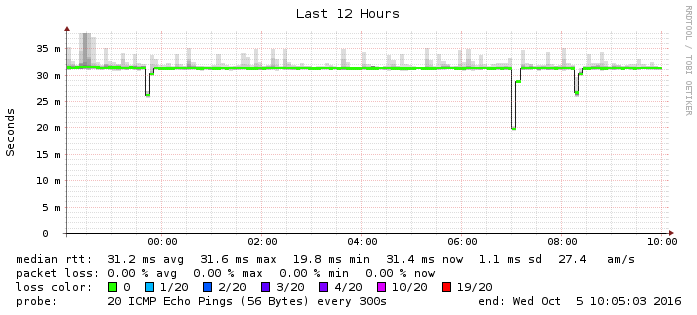 Last 12 Hours
RRDTOOL / TOBI OETIKER
Seconds
35 m
30 m
25 m
20 m
15 m
10 m
5 m
0
00:00 02:00 04:00 06:00 08:00 10:00
median rtt: 31.2 ms avg 31.6 ms max 19.8 ms min 31.4 ms now 1.1 ms sd 27.4 am/s
packet loss: 0.00 % avg 0.00 % max 0.00 % min 0.00 % now
loss color: 0 1/20 2/20 3/20 4/20 10/20 19/20
probe: 20 ICMP Echo Pings (56 Bytes) every 300s end: Wed Oct 5 10:05:03 2016